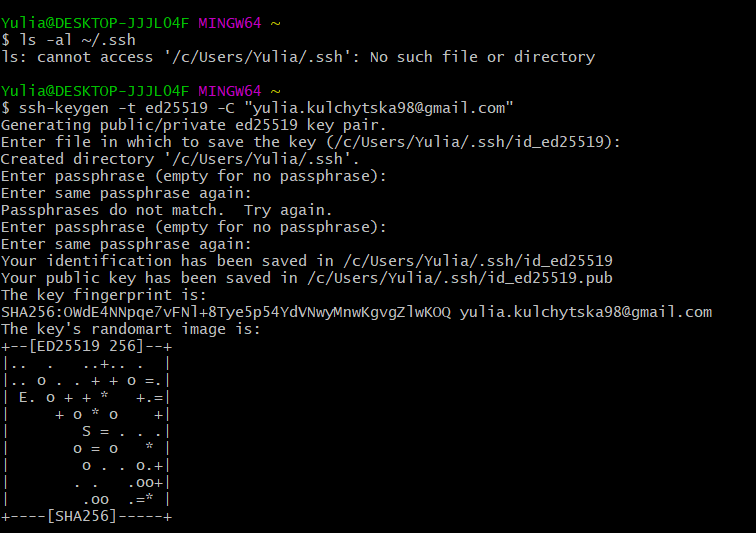 Yulia@DESKTOP-JJJLO4F MINGW64 ~
$ ls -al ~/.ssh
ls: cannot access '/c/Users/Yulia/.ssh': No such file or directory

Yulia@DESKTOP-JJJLO4F MINGW64 ~
$ ssh-keygen -t ed25519 -C "yulia.kulchytska98@gmail.com"
Generating public/private ed25519 key pair.
Enter file in which to save the key (/c/Users/Yulia/.ssh/id_ed25519):
Created directory '/c/Users/Yulia/.ssh'.
Enter passphrase (empty for no passphrase):
Enter same passphrase again:
Passphrases do not match.  Try again.
Enter passphrase (empty for no passphrase):
Enter same passphrase again:
Your identification has been saved in /c/Users/Yulia/.ssh/id_ed25519
Your public key has been saved in /c/Users/Yulia/.ssh/id_ed25519.pub
The key fingerprint is:
SHA256:OWdE4NNpqe7vFNl+8Tye5p54YdVNwyMnwKgvgZlwKOQ yulia.kulchytska98@gmail.com
The key's randomart image is:
+--[ED25519 256]--+
|..  .   ..+.. .  |
|.. o . . + + o =.|
| E. o + + *   +.=|
|     + o * o    +|
|        S = . . .|
|       o = o   * |
|        o . . o.+|
|       . .   .oo+|
|        .oo  .=* |
+----[SHA256]-----+